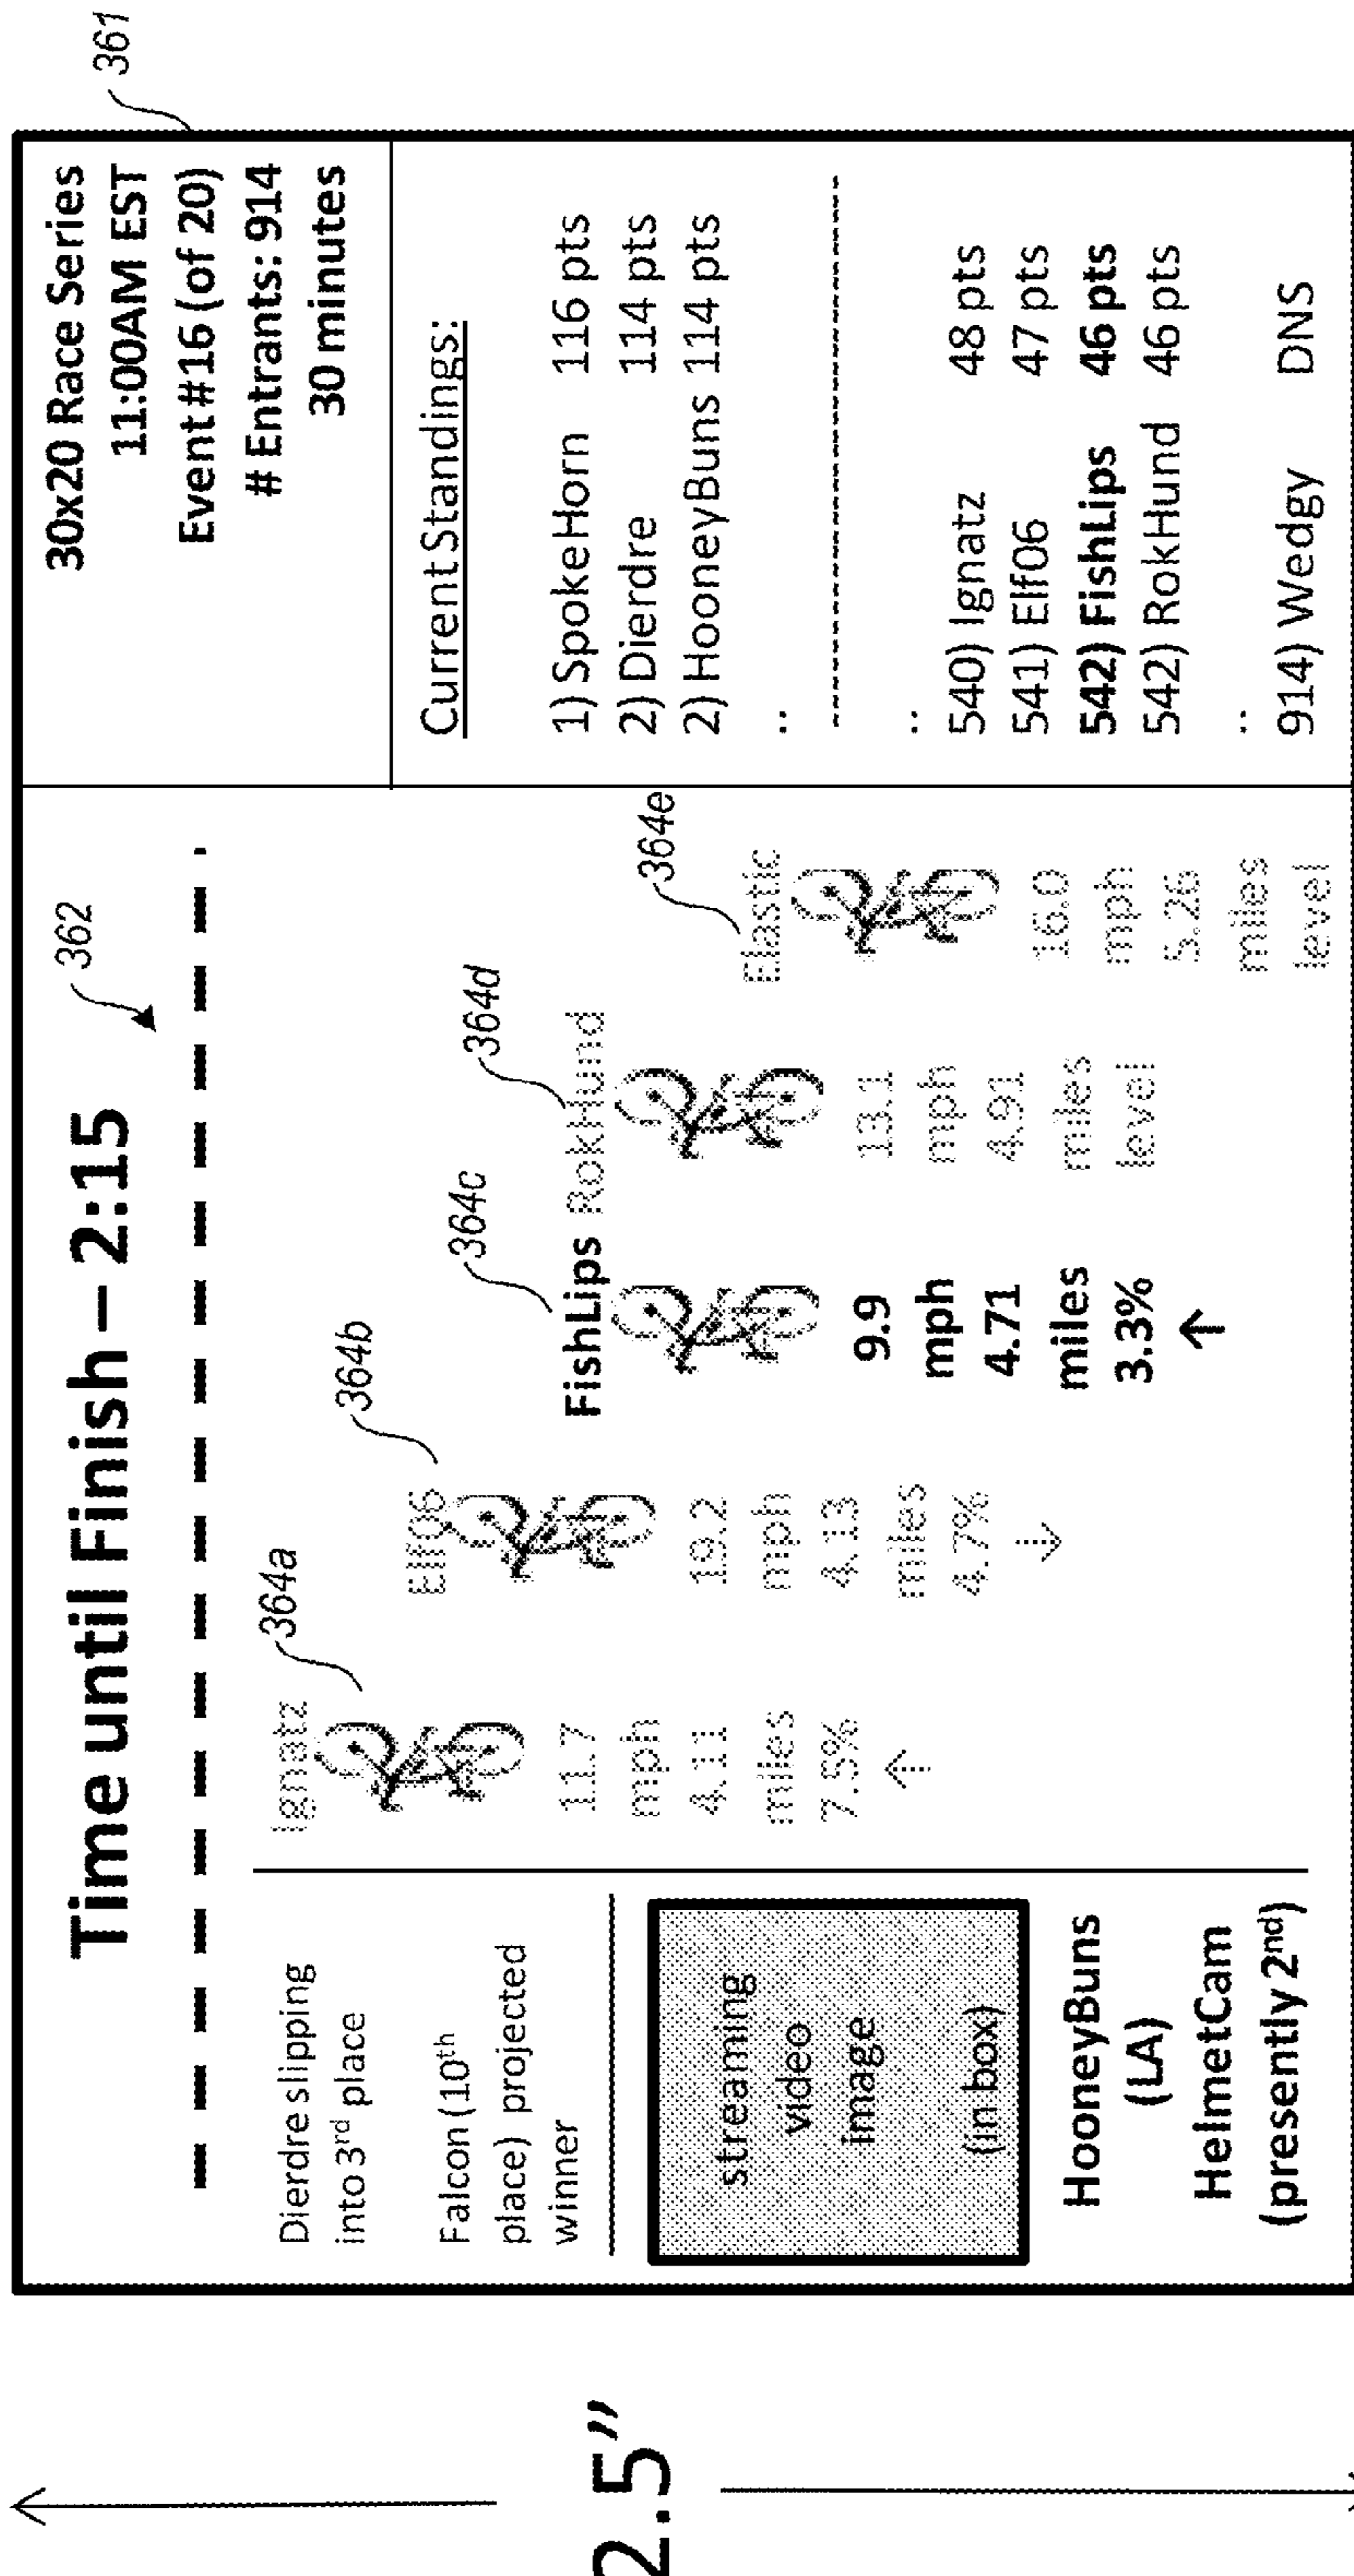 361
362
Time until Finish – 2:15
30x20 Race Series
11:00AM EST
Event #16 (of 20)
# Entrants: 914
30 minutes
Dierdre slipping
into 3rd place
Falcon (10th
place) projected
winner
streaming
video
image
(in box)
HooneyBuns
(LA)
HelmetCam
(presently 2nd)
364a
Ignatz
11.7
mph
4.11
miles
7.5%
↑
364b
Elf06
19.2
mph
4.13
miles
4.7%
↓
364c
FishLips
9.9
mph
4.71
miles
3.3%
↑
364d
RokHund
13.1
mph
4.91
miles
level
364e
Elastic
16.0
mph
5.26
miles
level
Current Standings:
1) SpokeHorn 116 pts
2) Dierdre 114 pts
2) HooneyBuns 114 pts
..
..
540) Ignatz 48 pts
541) Elf06 47 pts
542) FishLips 46 pts
542) RokHund 46 pts
..
914) Wedgy DNS
2.5”